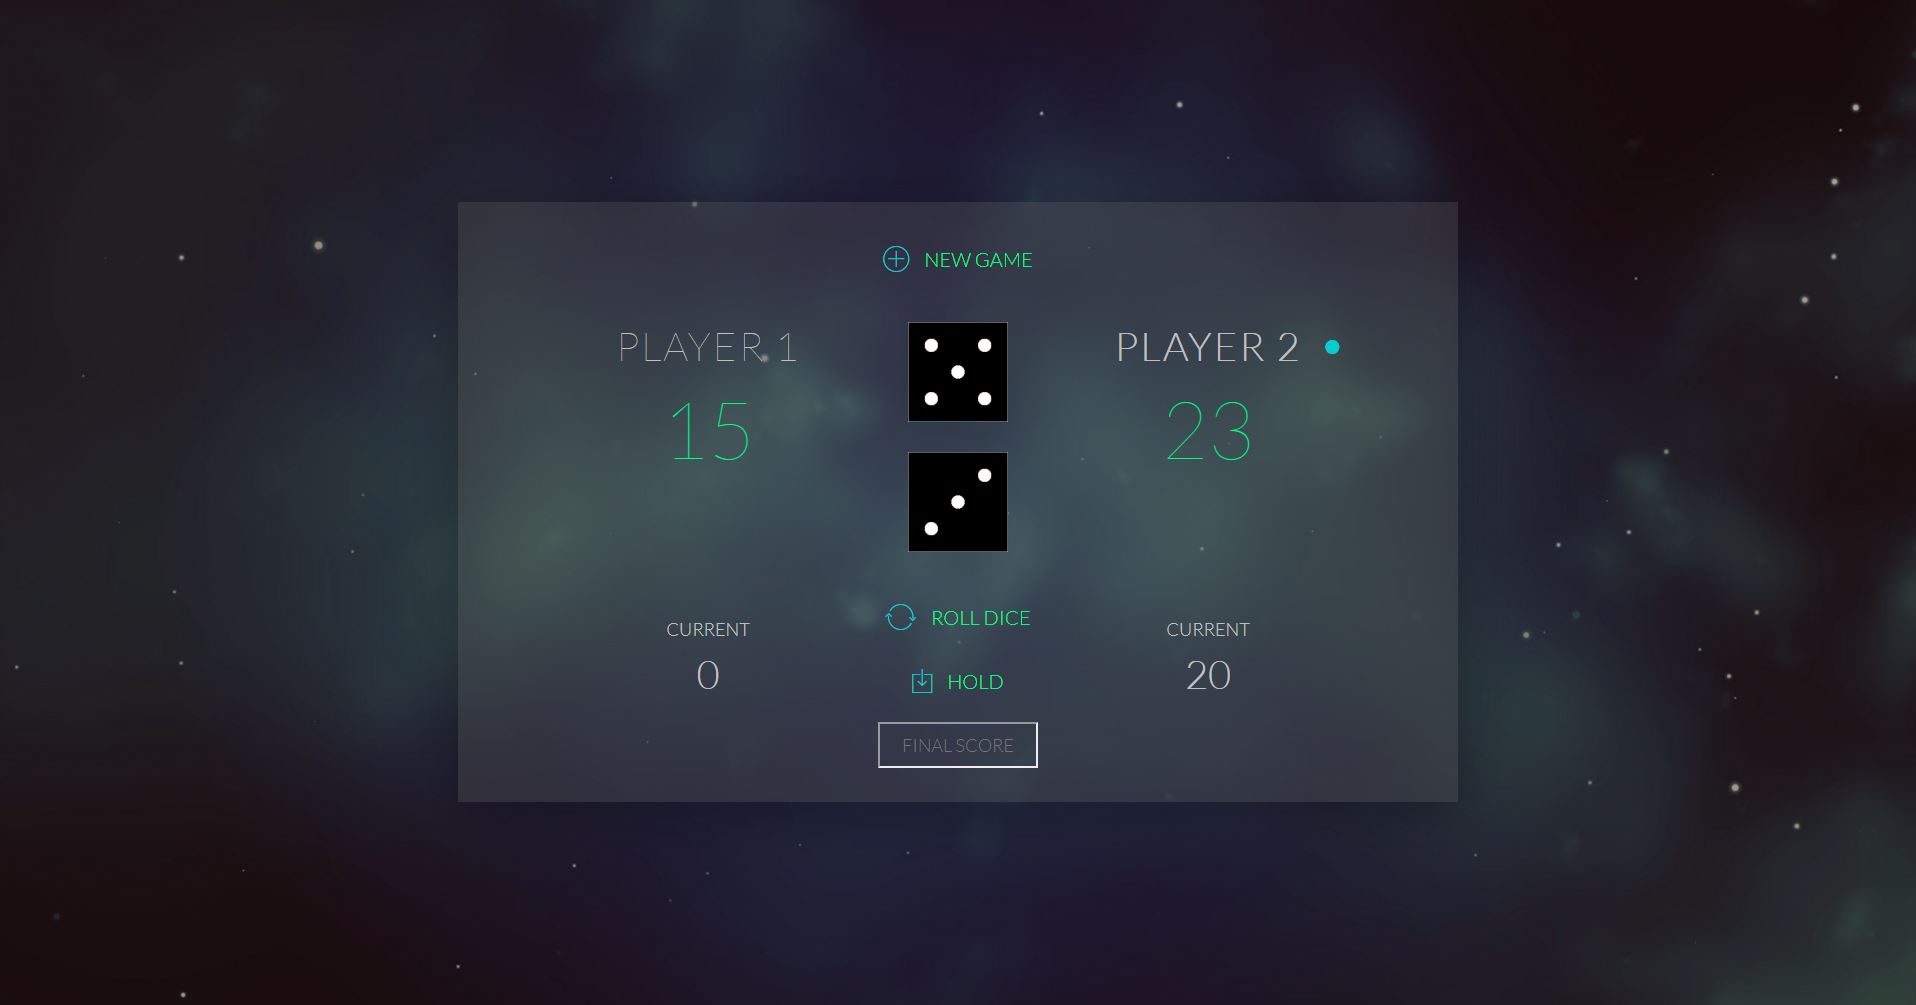 NEW GAME
PLAYER 1
15
PLAYER 2
23
ROLL DICE
CURRENT
0
CURRENT
20
HOLD
FINAL SCORE